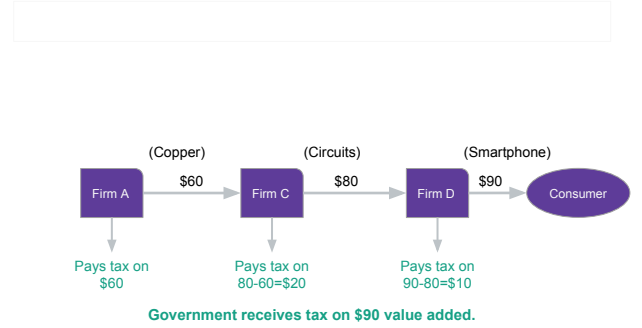 (Copper)
(Circuits)
(Smartphone)
Firm A
$60
Firm C
$80
Firm D
$90
Consumer
Pays tax on
$60
Pays tax on
80-60=$20
Pays tax on
90-80=$10
Government receives tax on $90 value added.